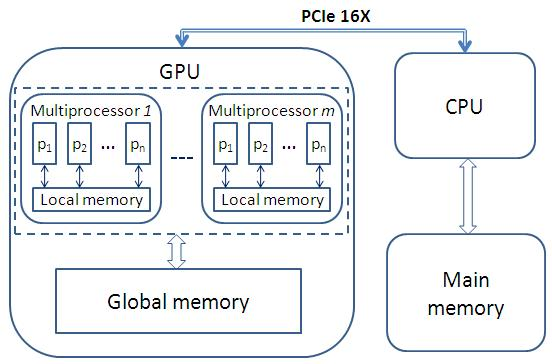 PCIe 16X
GPU
Multiprocessor 1
p1 p2 ... pn
Local memory
---
Multiprocessor m
p1 p2 ... pn
Local memory
Global memory
CPU
Main
memory